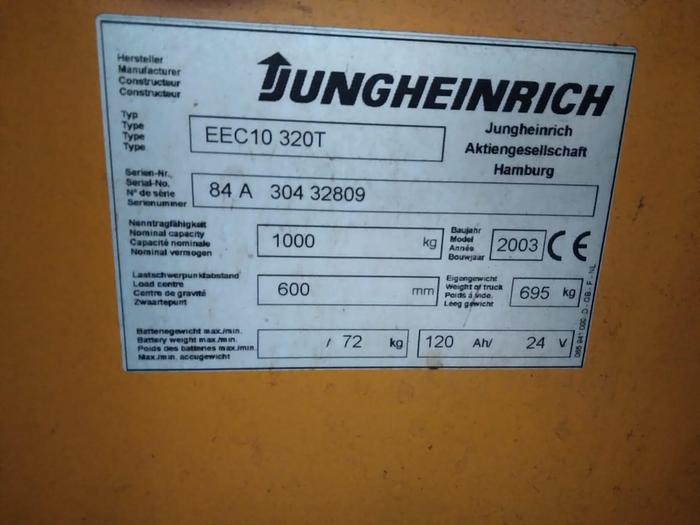 Hersteller
Manufacturer
Constructeur
Constructeur
JUNGHEINRICH
Jungheinrich
Aktiengesellschaft
Hamburg
Typ
Type
Type
Type
EEC10 320T
Serien-Nr.
Serial-No.
N° de série
Serienummer
84 A 304 32809
Nenntragfähigkeit
Nominal capacity
Capacité nominale
Nominal vermogen
1000 kg
Baujahr
Model
Année
Bouwjaar
2003 CE
Lastschwerpunktabstand
Load centre
Centre de gravité
Zwaartepunt
600 mm
Eigengewicht
Weight of truck
Poids à vide.
Leeg gewicht
695 kg
Batteriegewicht max./min.
Battery weight max./min.
Poids des batteries max./min.
Max./min. accugewicht
/ 72 kg
120 Ah/ 24 V
D - GB - F - NL